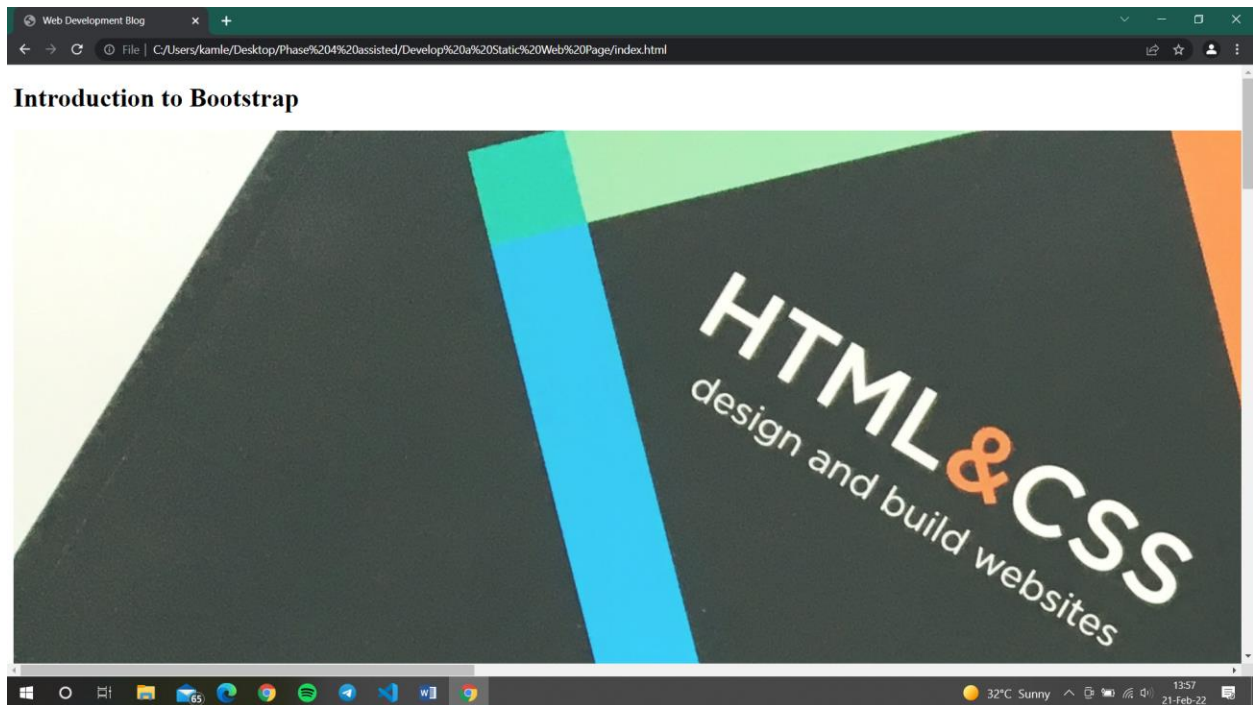 Web Development Blog
File | C:/Users/kamle/Desktop/Phase%204%20assisted/Develop%20a%20Static%20Web%20Page/index.html
Introduction to Bootstrap
HTML&CSS
design and build websites
65
W
32°C Sunny
13:57
21-Feb-22